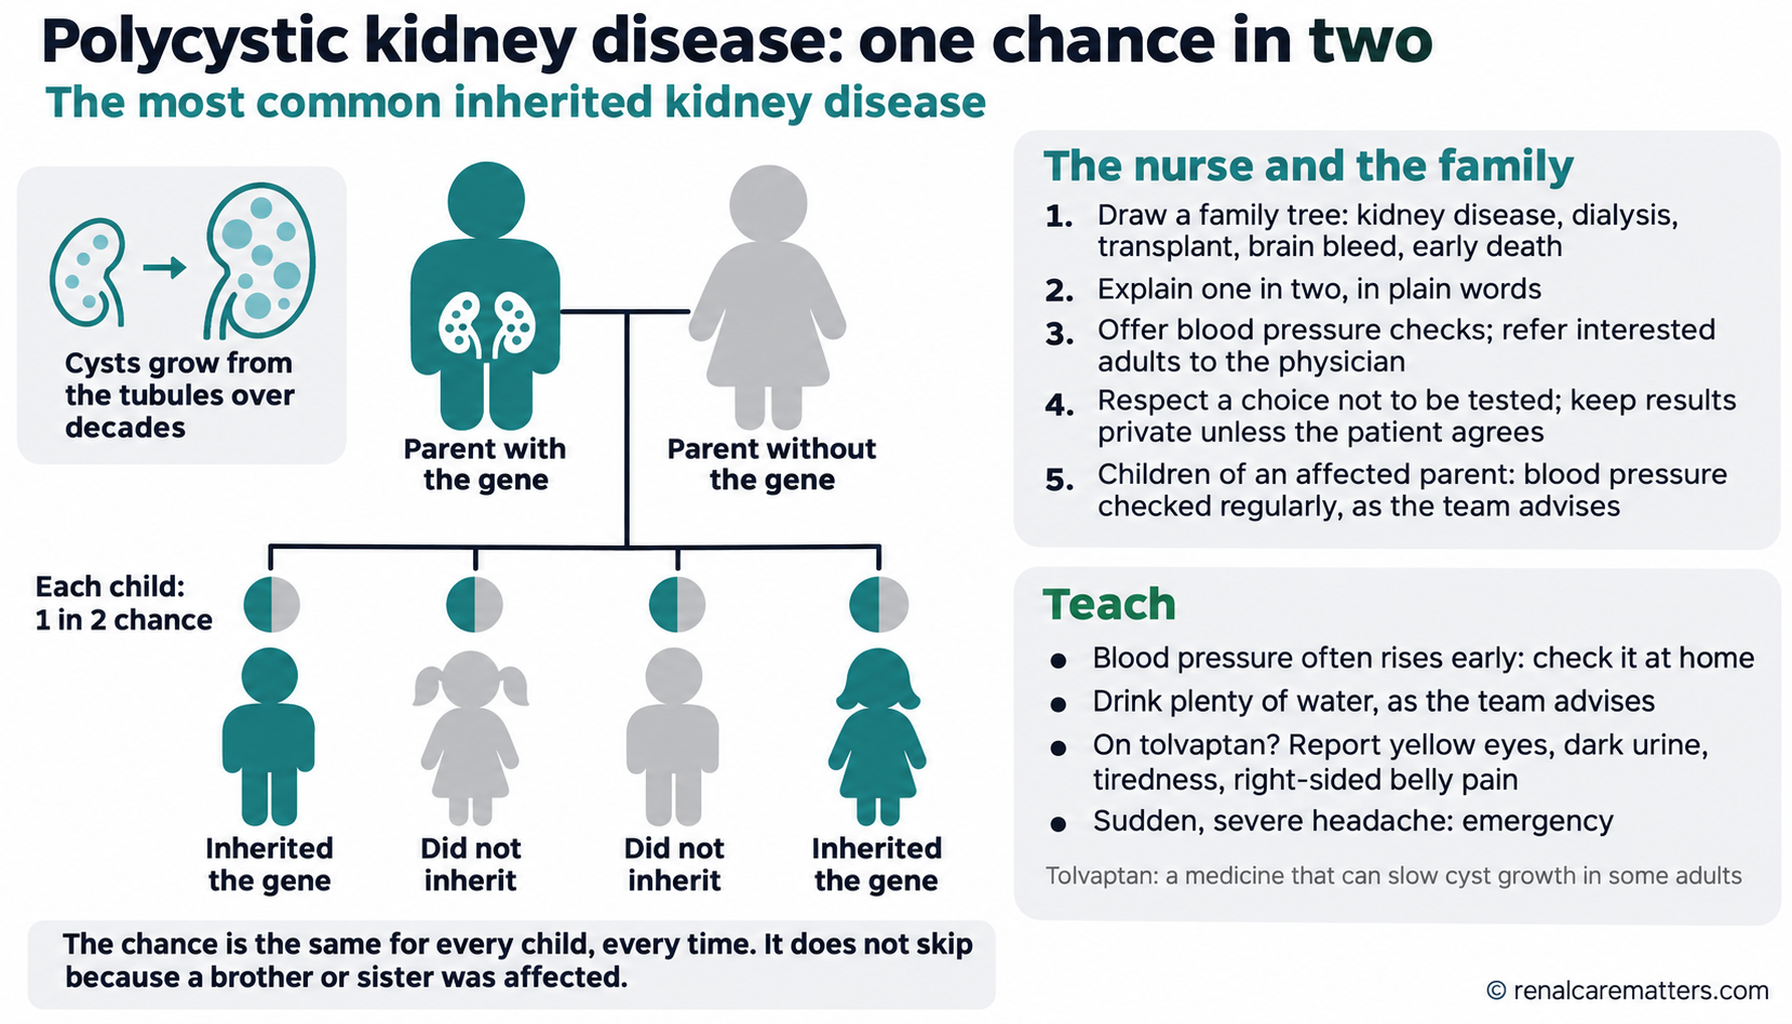 Polycystic kidney disease: one chance in two
The most common inherited kidney disease
Cysts grow from
the tubules over
decades
Parent with
the gene
Parent without
the gene
Each child:
1 in 2 chance
Inherited
the gene
Did not
inherit
Did not
inherit
Inherited
the gene
The chance is the same for every child, every time. It does not skip
because a brother or sister was affected.
The nurse and the family
1. Draw a family tree: kidney disease, dialysis,
transplant, brain bleed, early death
2. Explain one in two, in plain words
3. Offer blood pressure checks; refer interested
adults to the physician
4. Respect a choice not to be tested; keep results
private unless the patient agrees
5. Children of an affected parent: blood pressure
checked regularly, as the team advises
Teach
• Blood pressure often rises early: check it at home
• Drink plenty of water, as the team advises
• On tolvaptan? Report yellow eyes, dark urine,
tiredness, right-sided belly pain
• Sudden, severe headache: emergency
Tolvaptan: a medicine that can slow cyst growth in some adults
© renalcarematters.com